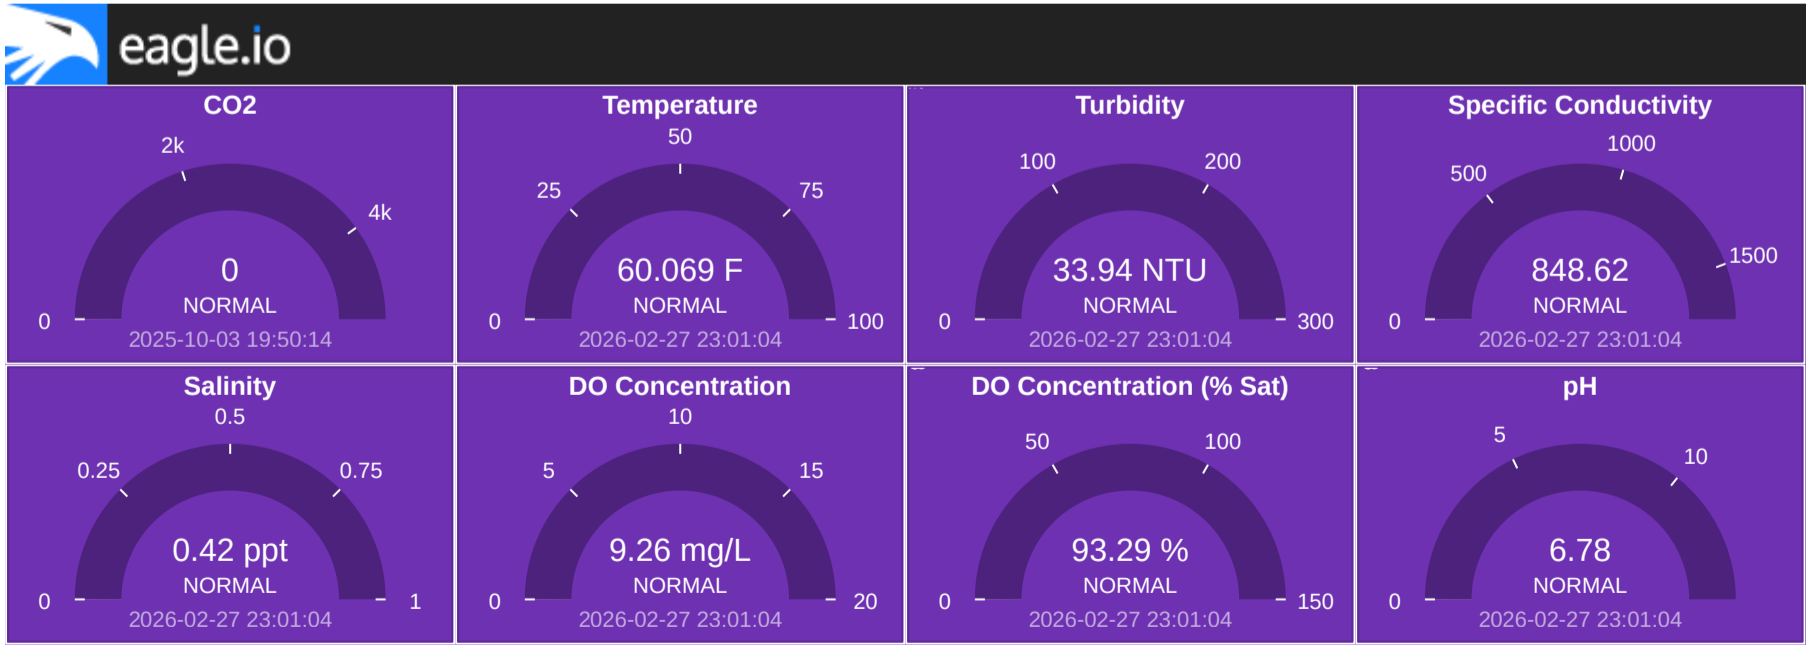 eagle.io
CO2
2k
4k
0
0
NORMAL
2025-10-03 19:50:14
Temperature
50
25
75
60.069 F
NORMAL
0
100
2026-02-27 23:01:04
Turbidity
100
200
33.94 NTU
NORMAL
0
300
2026-02-27 23:01:04
Specific Conductivity
1000
500
1500
848.62
NORMAL
0
2026-02-27 23:01:04
Salinity
0.5
0.25
0.75
0.42 ppt
NORMAL
0
1
2026-02-27 23:01:04
DO Concentration
10
5
15
9.26 mg/L
NORMAL
0
20
2026-02-27 23:01:04
DO Concentration (% Sat)
50
100
93.29 %
NORMAL
0
150
2026-02-27 23:01:04
pH
5
10
6.78
NORMAL
0
2026-02-27 23:01:04